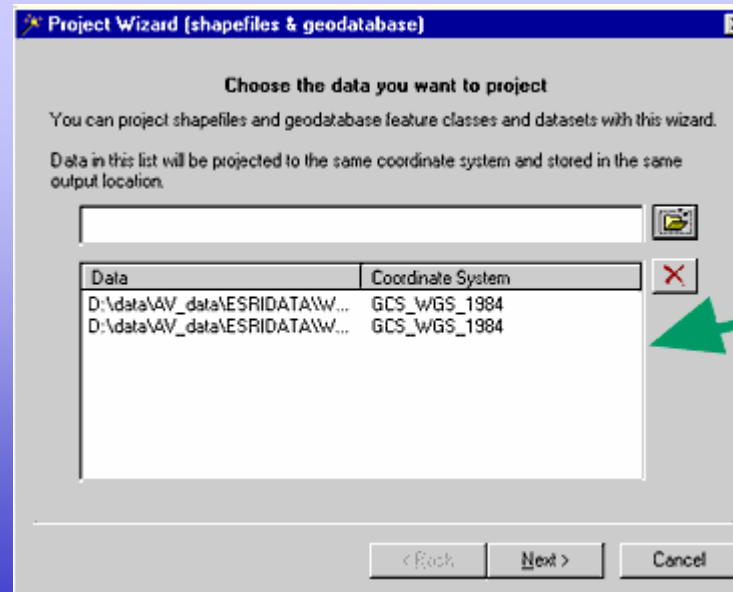 Project Wizard (shapefiles & geodatabase)
Choose the data you want to project
You can project shapefiles and geodatabase feature classes and datasets with this wizard.
Data in this list will be projected to the same coordinate system and stored in the same
output location.
Data Coordinate System
D:\data\AV_data\ESRIDATA\W... GCS_WGS_1984
D:\data\AV_data\ESRIDATA\W... GCS_WGS_1984
< Back Next > Cancel